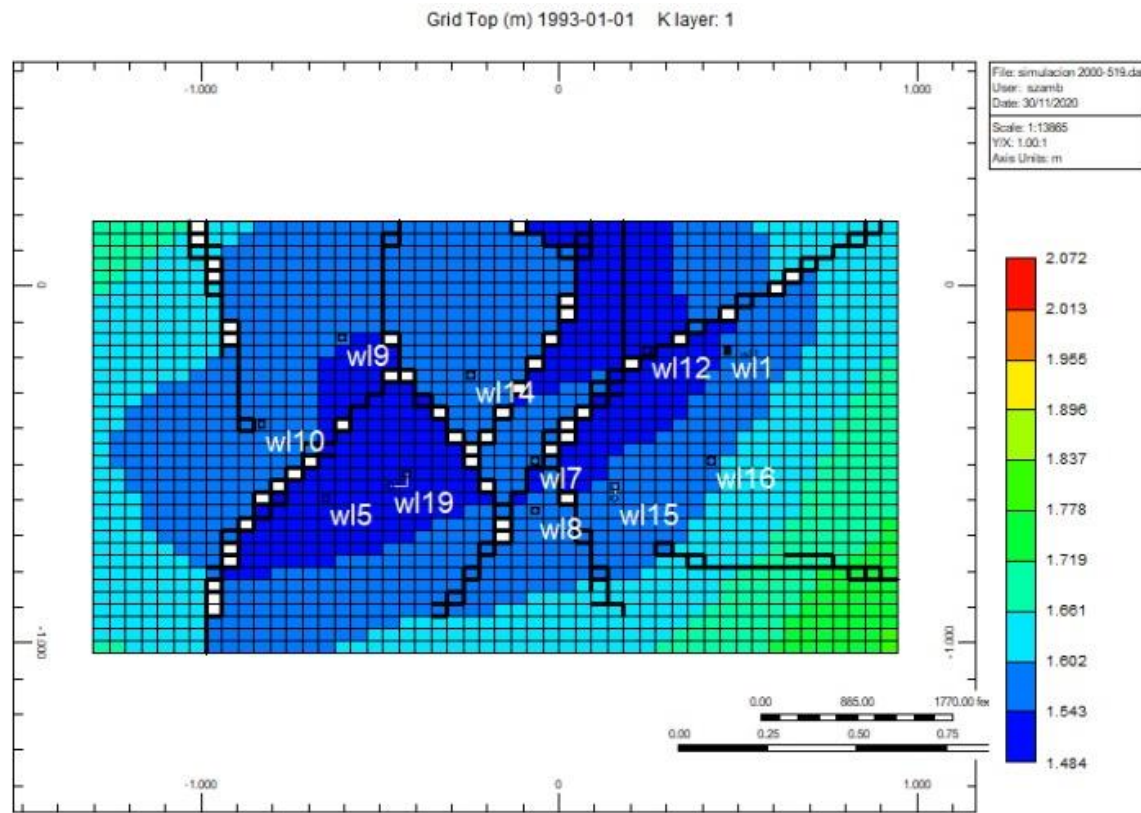 Grid Top (m) 1993-01-01 K layer: 1
File: simulacion 2000-519.da
User: szamb
Date: 30/11/2020
Scale: 1:13865
Y/X: 1.00:1
Axis Units: m
-1.000 0 1.000
0 0
-1.000 -1.000
-1.000 0 1.000
wl9
wl12
wl1
wl14
wl10
wl7
wl16
wl19
wl5
wl15
wl8
2.072
2.013
1.955
1.896
1.837
1.778
1.719
1.661
1.602
1.543
1.484
0.00 885.00 1770.00 fee
0.00 0.25 0.50 0.75